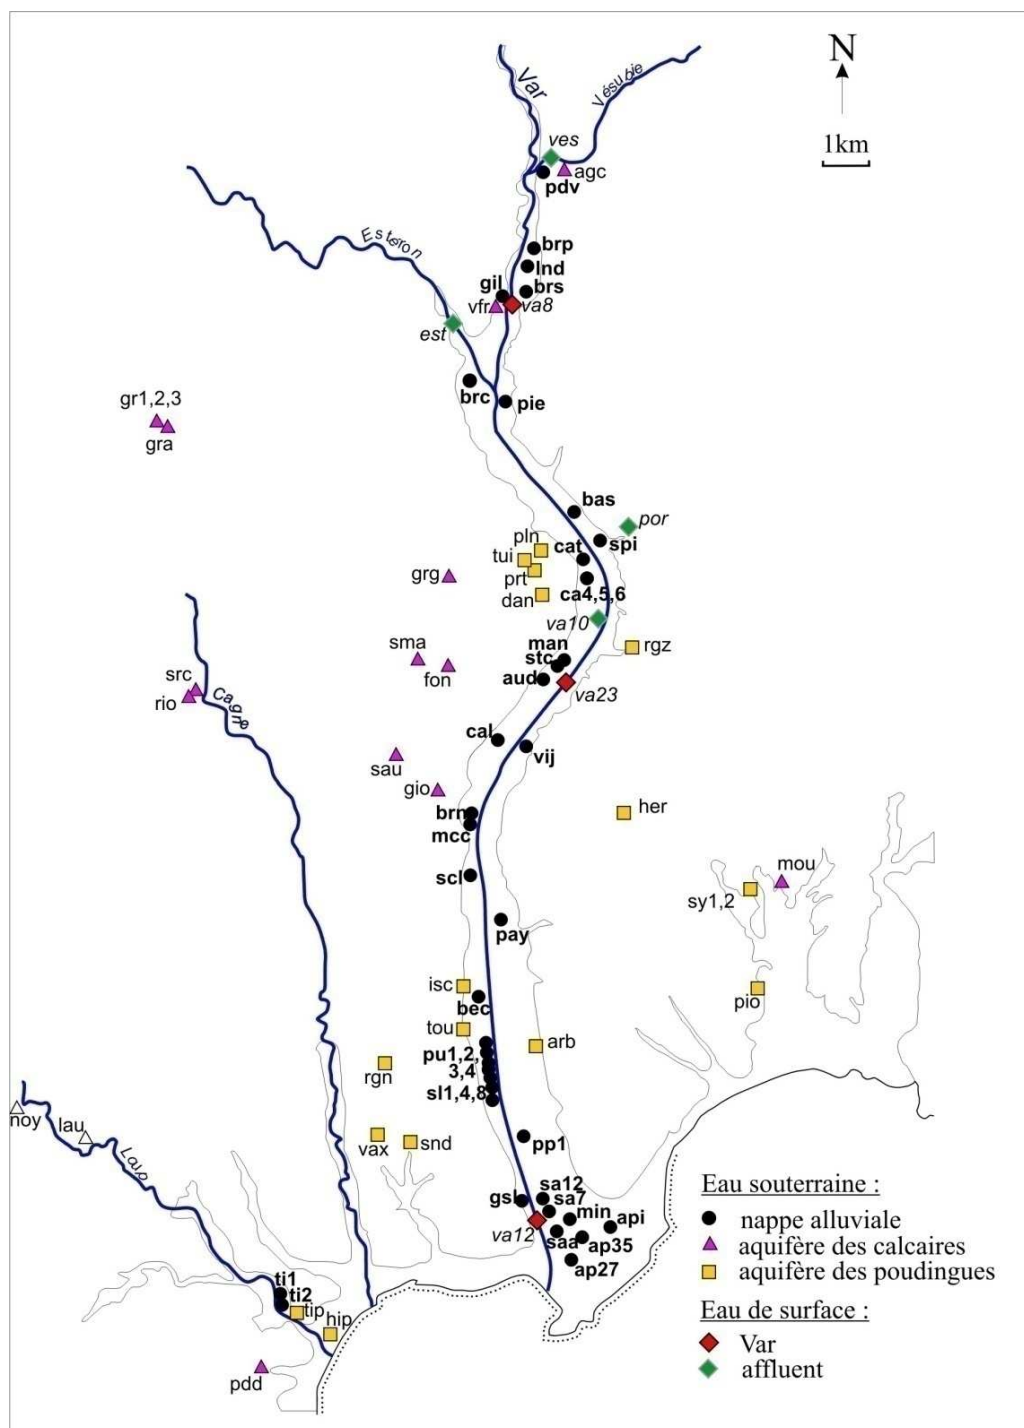 N
1km
Var
Vésubie
ves
agc
pdv
Esteron
brp
lnd
brs
gil
vfr
va8
est
brc
pie
gr1,2,3
gra
bas
por
spi
pln
cat
tui
prt
dan
ca4,5,6
grg
va10
rgz
man
stc
aud
va23
sma
fon
src
rio
Cagne
cal
vij
sau
gio
brn
mcc
her
scl
mou
sy1,2
pay
isc
bec
pio
tou
pu1,2,
3,4
arb
rgn
sl1,4,8
noy
lau
Loup
vax
snd
pp1
sa12
gsl
sa7
min
api
va12
saa
ap35
ap27
ti1
ti2
tip
hip
pdd
Eau souterraine :
nappe alluviale
aquifère des calcaires
aquifère des poudingues
Eau de surface :
Var
affluent